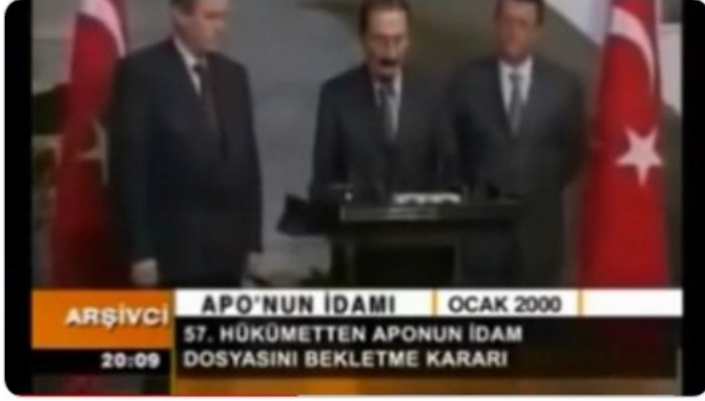 ARŞİVCİ
APO'NUN İDAMI
OCAK 2000
57. HÜKÜMETTEN APONUN İDAM
DOSYASINI BEKLETME KARARI
20:09